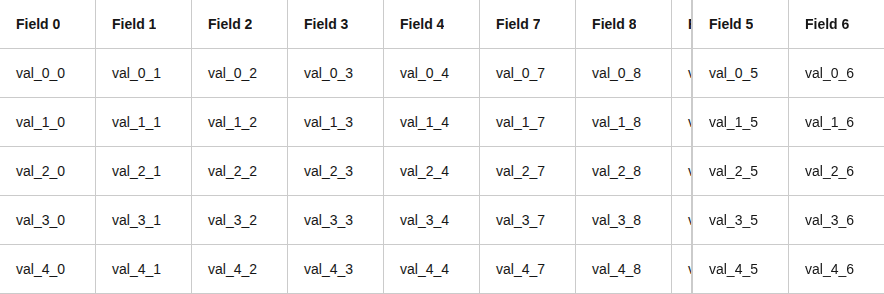 Field 0 Field 1 Field 2 Field 3 Field 4 Field 7 Field 8 Field 5 Field 6
val_0_0 val_0_1 val_0_2 val_0_3 val_0_4 val_0_7 val_0_8 val_0_5 val_0_6
val_1_0 val_1_1 val_1_2 val_1_3 val_1_4 val_1_7 val_1_8 val_1_5 val_1_6
val_2_0 val_2_1 val_2_2 val_2_3 val_2_4 val_2_7 val_2_8 val_2_5 val_2_6
val_3_0 val_3_1 val_3_2 val_3_3 val_3_4 val_3_7 val_3_8 val_3_5 val_3_6
val_4_0 val_4_1 val_4_2 val_4_3 val_4_4 val_4_7 val_4_8 val_4_5 val_4_6